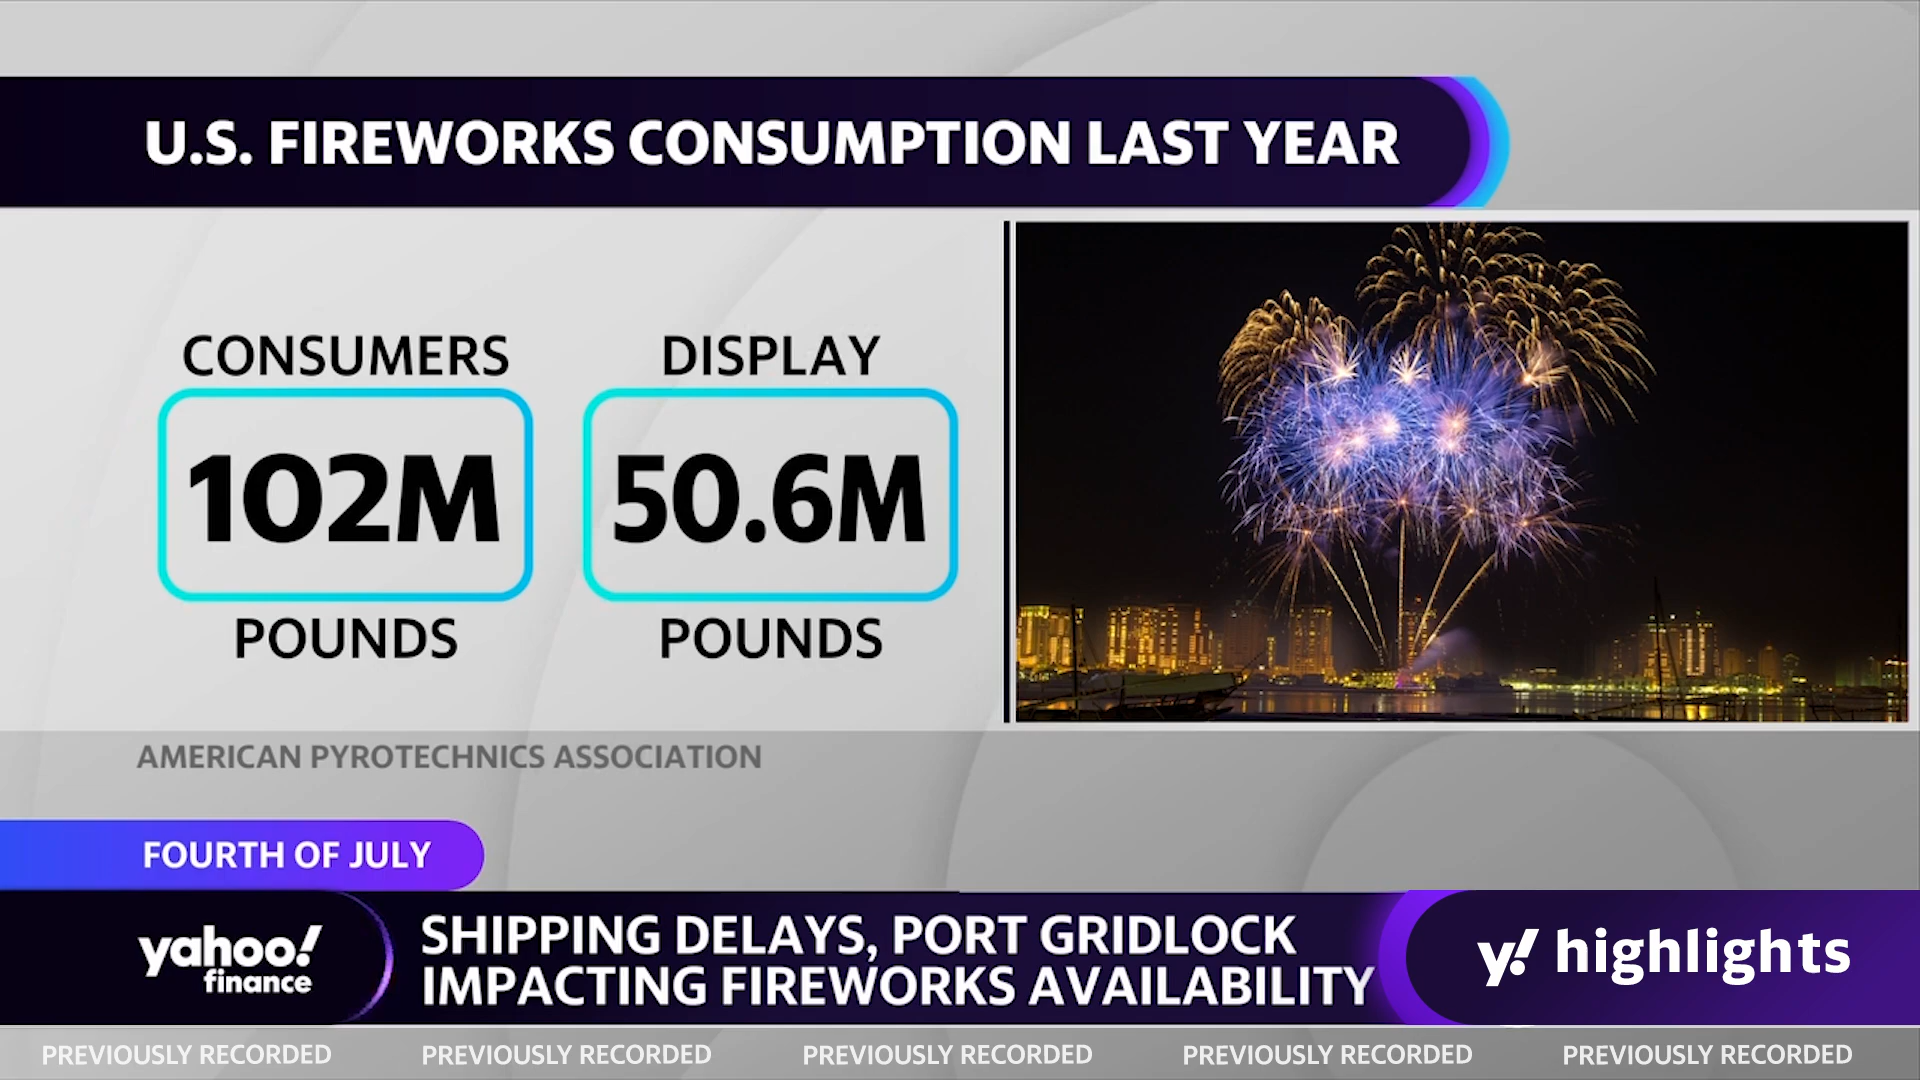 U.S. FIREWORKS CONSUMPTION LAST YEAR
CONSUMERS
102M
POUNDS
DISPLAY
50.6M
POUNDS
AMERICAN PYROTECHNICS ASSOCIATION
FOURTH OF JULY
yahoo!
finance
SHIPPING DELAYS, PORT GRIDLOCK
IMPACTING FIREWORKS AVAILABILITY
y! highlights
PREVIOUSLY RECORDED PREVIOUSLY RECORDED PREVIOUSLY RECORDED PREVIOUSLY RECORDED PREVIOUSLY RECORDED